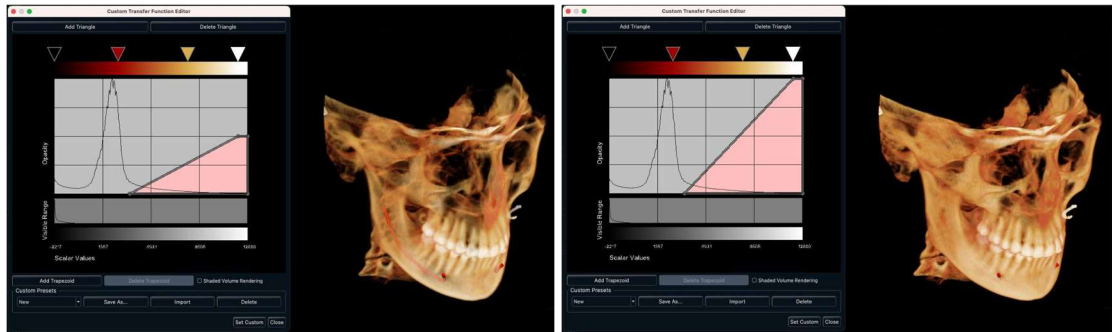 Custom Transfer Function Editor
Add Triangle
Delete Triangle
Opacity
Visible Range
Scaler Values
Add Trapezoid
Delete Trapezoid
Shaded Volume Rendering
Custom Presets
New
Save As...
Import
Delete
Set Custom
Close
Custom Transfer Function Editor
Add Triangle
Delete Triangle
Opacity
Visible Range
Scaler Values
Add Trapezoid
Delete Trapezoid
Shaded Volume Rendering
Custom Presets
New
Save As...
Import
Delete
Set Custom
Close